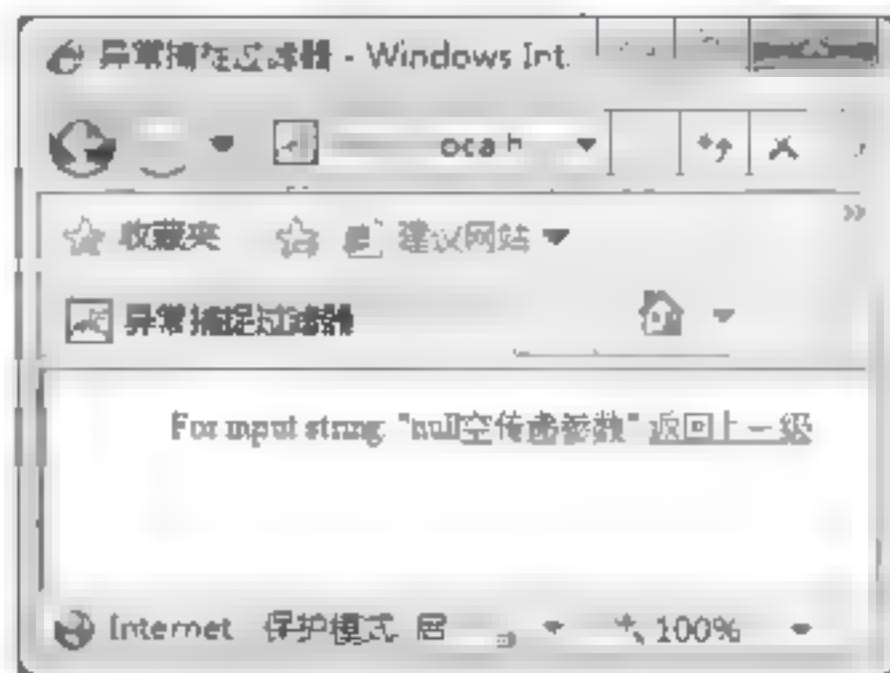 异常捕捉过滤器 - Windows Int
收藏夹 建议网站
异常捕捉过滤器
For input string "null空传递参数" 返回上一级
Internet 保护模式 100%